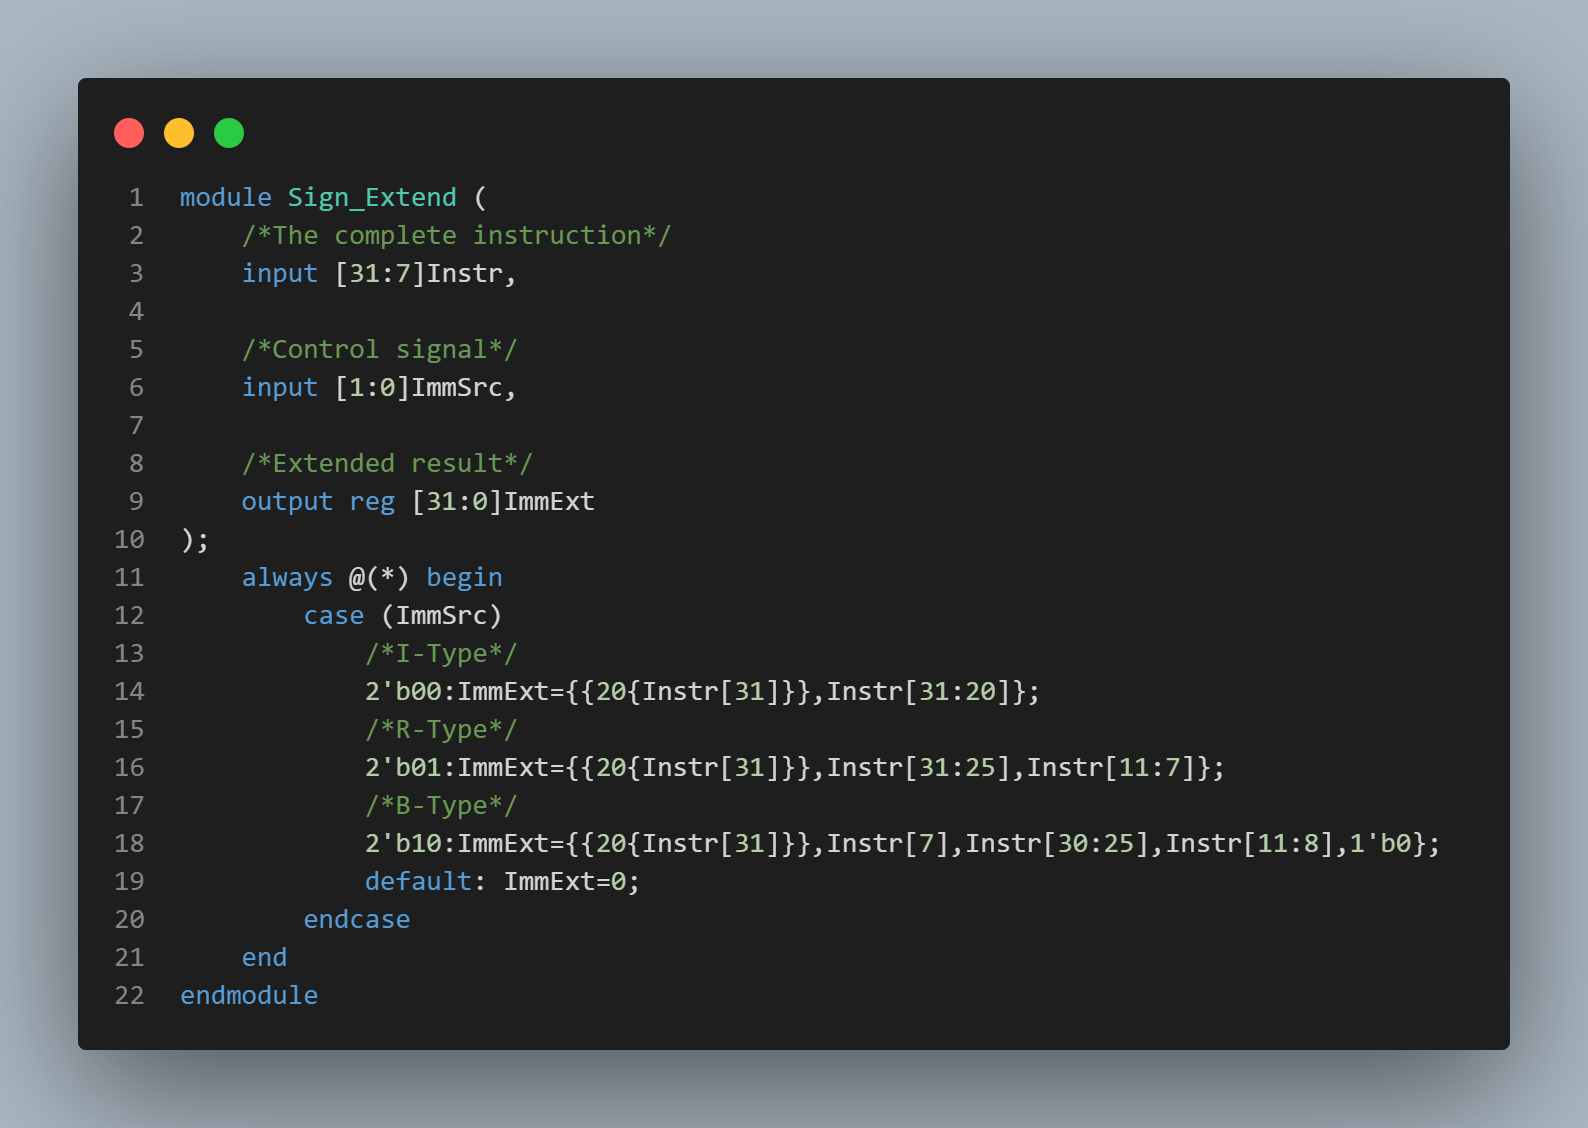 1 module Sign_Extend (
2     /*The complete instruction*/
3     input [31:7]Instr,
4
5     /*Control signal*/
6     input [1:0]ImmSrc,
7
8     /*Extended result*/
9     output reg [31:0]ImmExt
10 );
11     always @(*) begin
12         case (ImmSrc)
13             /*I-Type*/
14             2'b00:ImmExt={{20{Instr[31]}},Instr[31:20]};
15             /*R-Type*/
16             2'b01:ImmExt={{20{Instr[31]}},Instr[31:25],Instr[11:7]};
17             /*B-Type*/
18             2'b10:ImmExt={{20{Instr[31]}},Instr[7],Instr[30:25],Instr[11:8],1'b0};
19             default: ImmExt=0;
20         endcase
21     end
22 endmodule